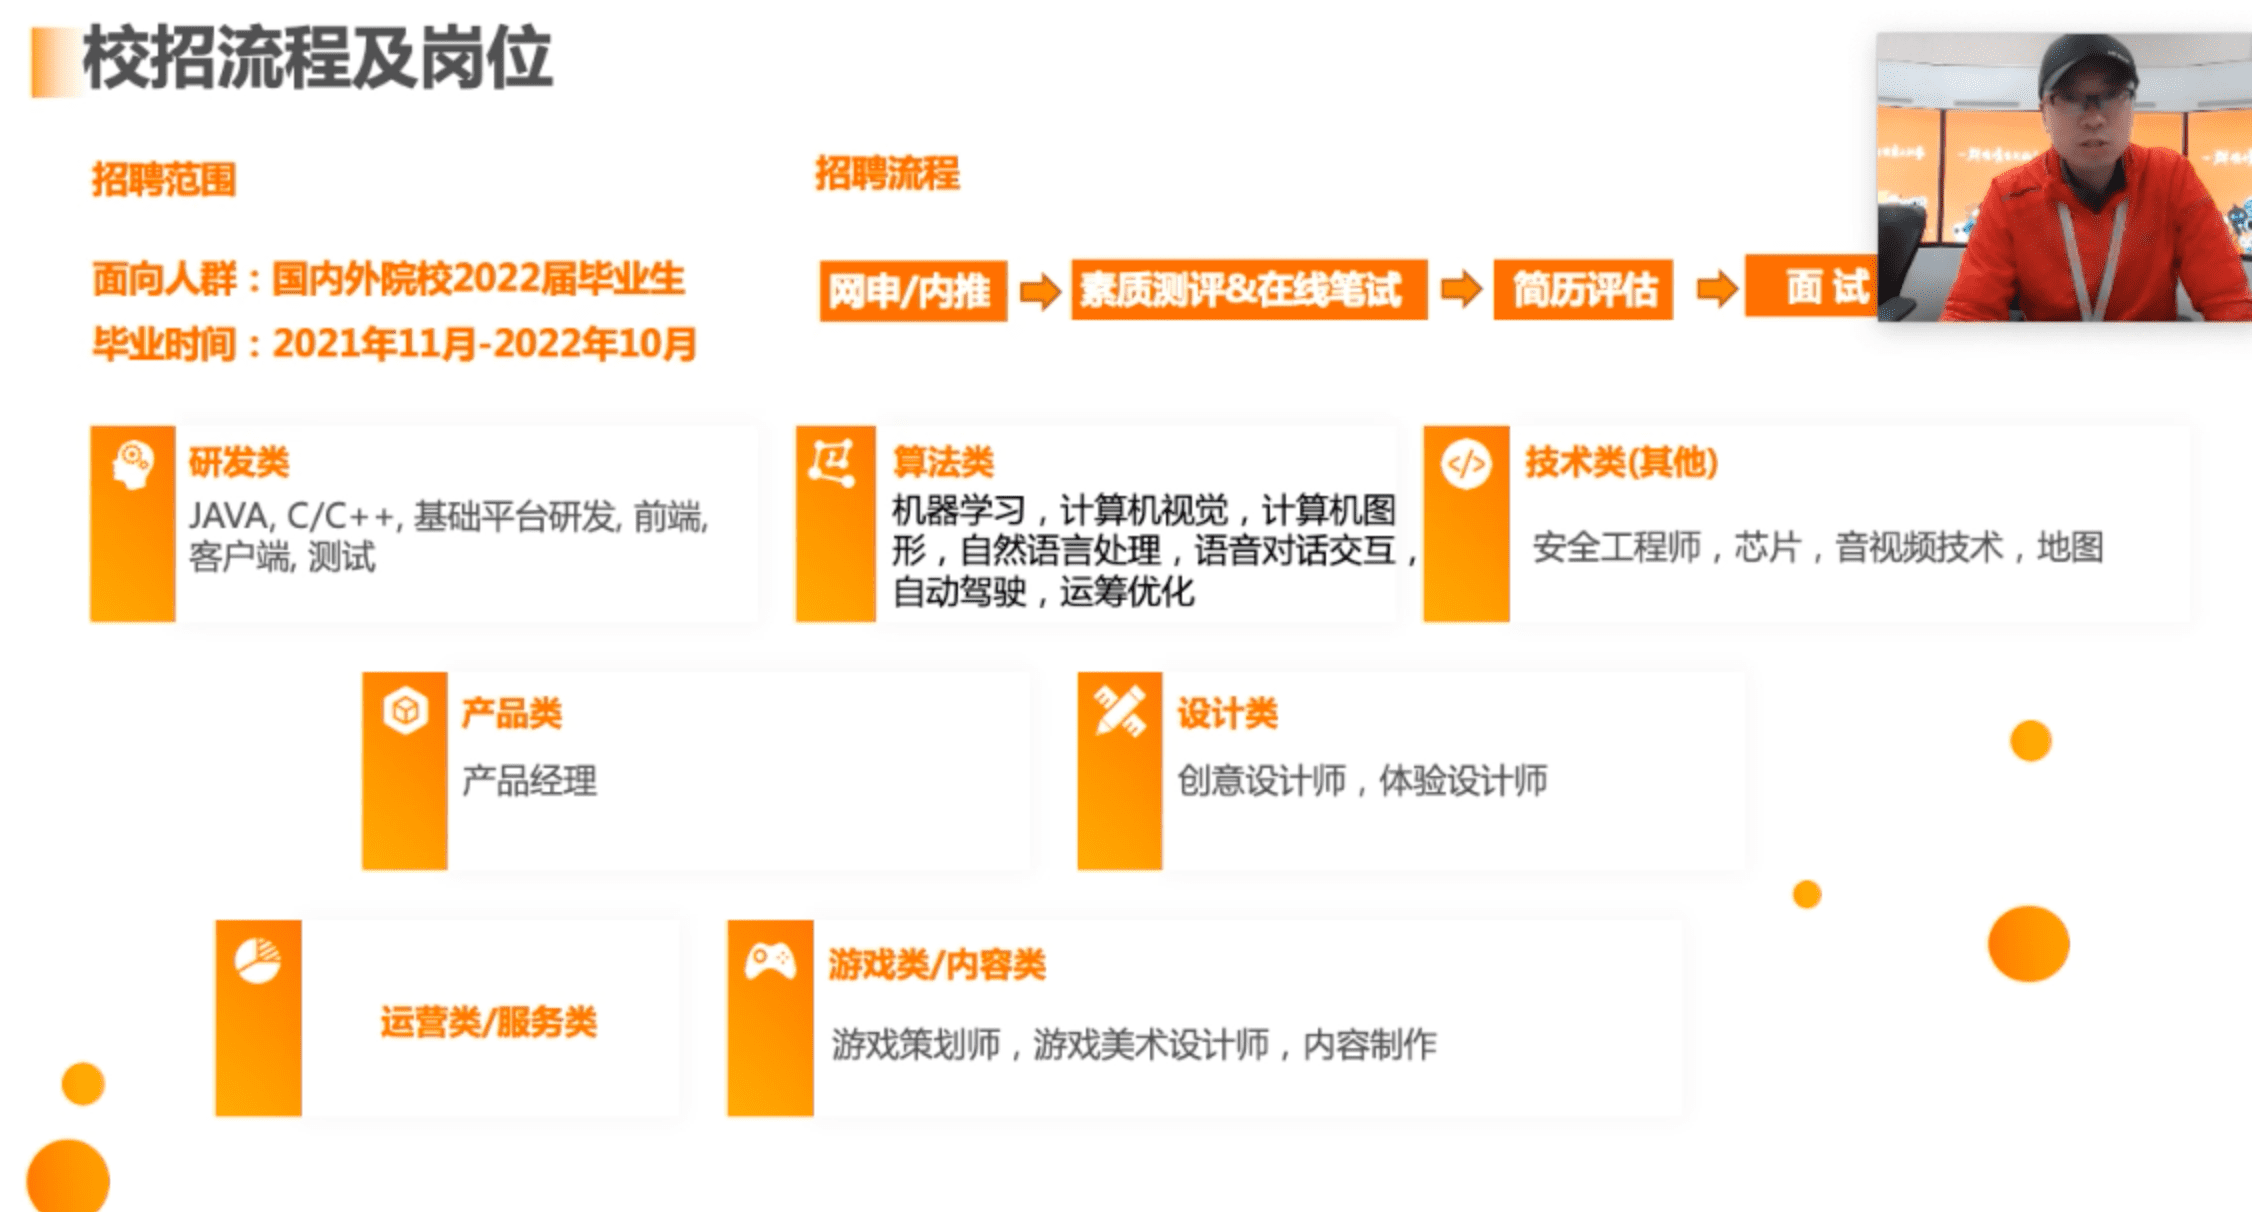 校招流程及岗位
招聘范围
面向人群：国内外院校2022届毕业生
毕业时间：2021年11月-2022年10月
招聘流程
网申/内推
素质测评&在线笔试
简历评估
面 试
研发类
JAVA, C/C++, 基础平台研发, 前端,
客户端, 测试
算法类
机器学习，计算机视觉，计算机图
形，自然语言处理，语音对话交互，
自动驾驶，运筹优化
技术类(其他)
安全工程师，芯片，音视频技术，地图
产品类
产品经理
设计类
创意设计师，体验设计师
运营类/服务类
游戏类/内容类
游戏策划师，游戏美术设计师，内容制作